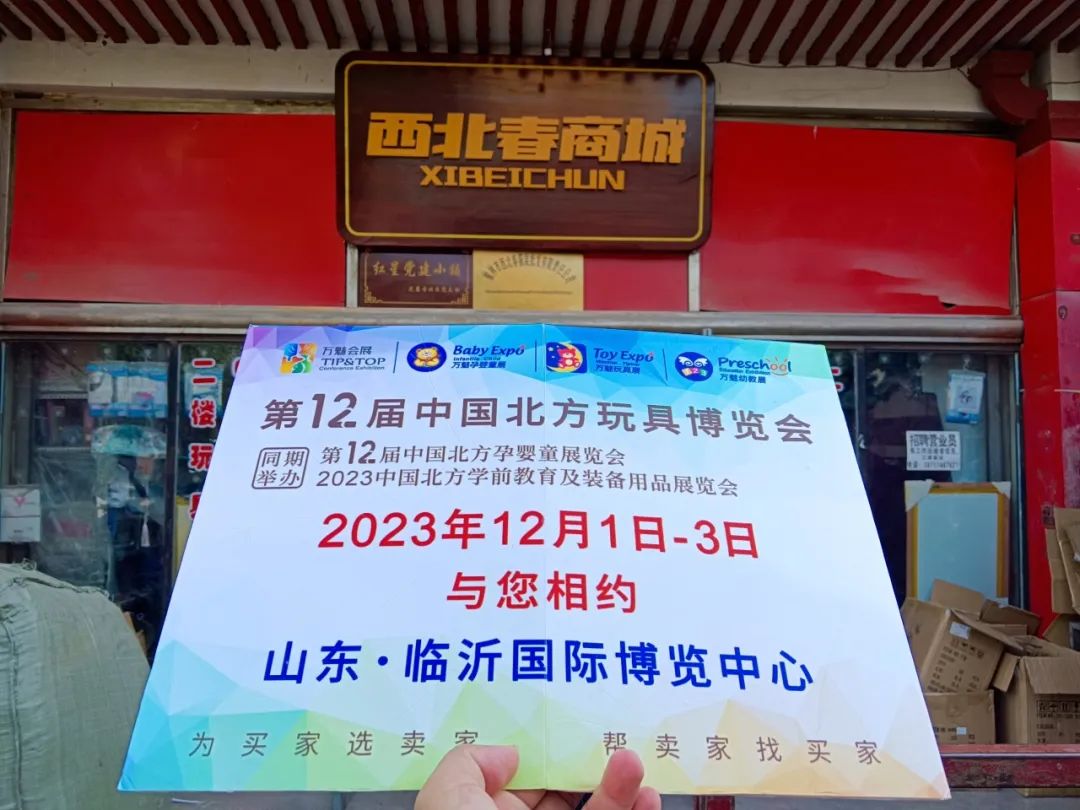 西北春商城
XIBEICHUN
红星党建小铺
万魅会展
TIP&TOP
Conference Exhibition
Baby Expo
万魅孕婴童展
Toy Expo
万魅玩具展
Preschool
Education Exhibition
万魅幼教展
123
第12届中国北方玩具博览会
同期举办
第12届中国北方孕婴童展览会
2023中国北方学前教育及装备用品展览会
2023年12月1日-3日
与您相约
山东·临沂国际博览中心
为买家选卖家 帮卖家找买家
二楼玩
招聘营业员